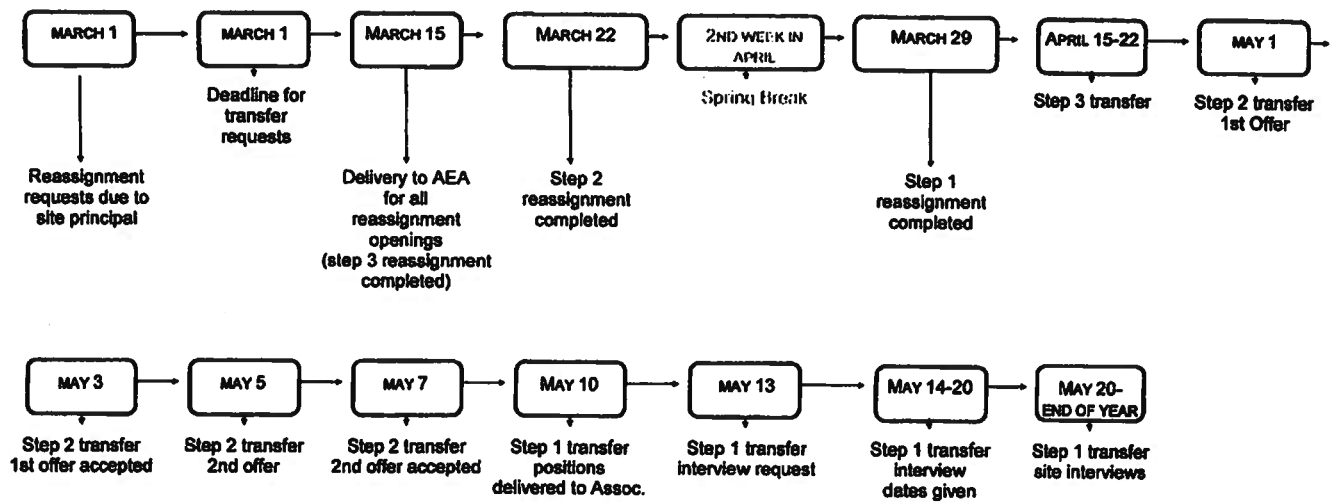 MARCH 1
MARCH 1
MARCH 15
MARCH 22
2ND WEEK IN
APRIL
MARCH 29
APRIL 15-22
MAY 1
Reassignment
requests due to
site principal
Deadline for
transfer
requests
Delivery to AEA
for all
reassignment
openings
(step 3 reassignment
completed)
Step 2
reassignment
completed
Spring Break
Step 1
reassignment
completed
Step 3 transfer
Step 2 transfer
1st Offer
MAY 3
MAY 5
MAY 7
MAY 10
MAY 13
MAY 14-20
MAY 20-
END OF YEAR
Step 2 transfer
1st offer accepted
Step 2 transfer
2nd offer
Step 2 transfer
2nd offer accepted
Step 1 transfer
positions
delivered to Assoc.
Step 1 transfer
interview request
Step 1 transfer
interview
dates given
Step 1 transfer
site interviews